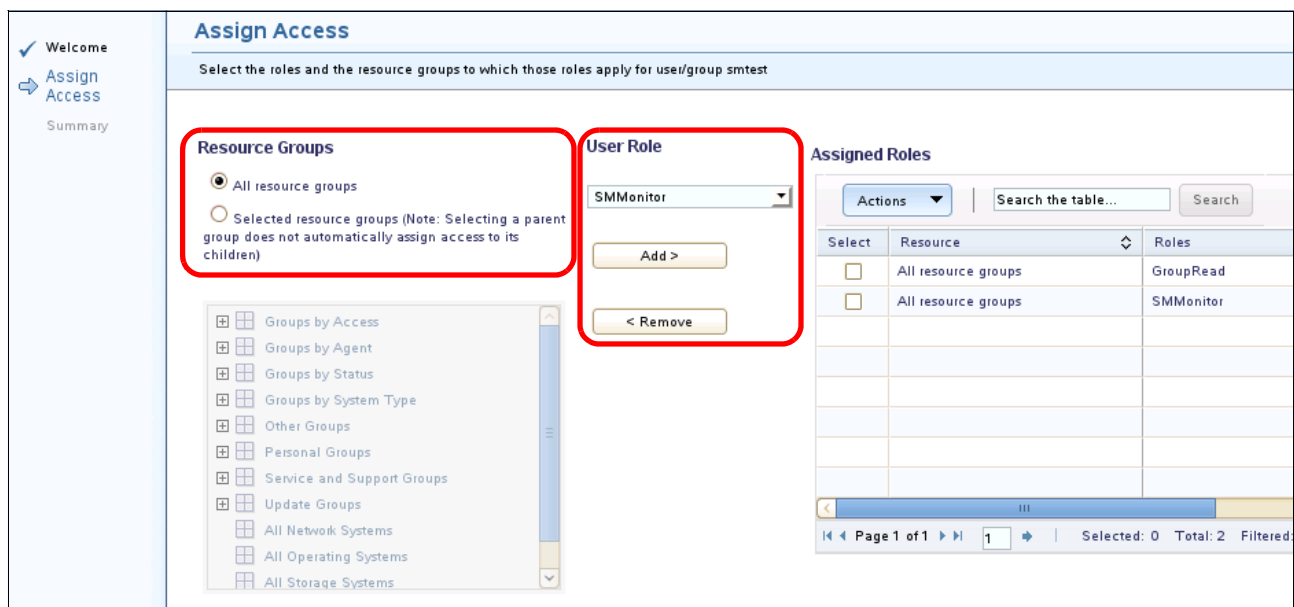 Welcome
Assign
Access
Summary
Assign Access
Select the roles and the resource groups to which those roles apply for user/group smtest
Resource Groups
All resource groups
Selected resource groups (Note: Selecting a parent
group does not automatically assign access to its
children)
Groups by Access
Groups by Agent
Groups by Status
Groups by System Type
Other Groups
Personal Groups
Service and Support Groups
Update Groups
All Network Systems
All Operating Systems
All Storage Systems
User Role
SMMonitor
Add >
< Remove
Assigned Roles
Actions Search the table... Search
Select Resource Roles
All resource groups GroupRead
All resource groups SMMonitor
Page 1 of 1 1 Selected: 0 Total: 2 Filtered: